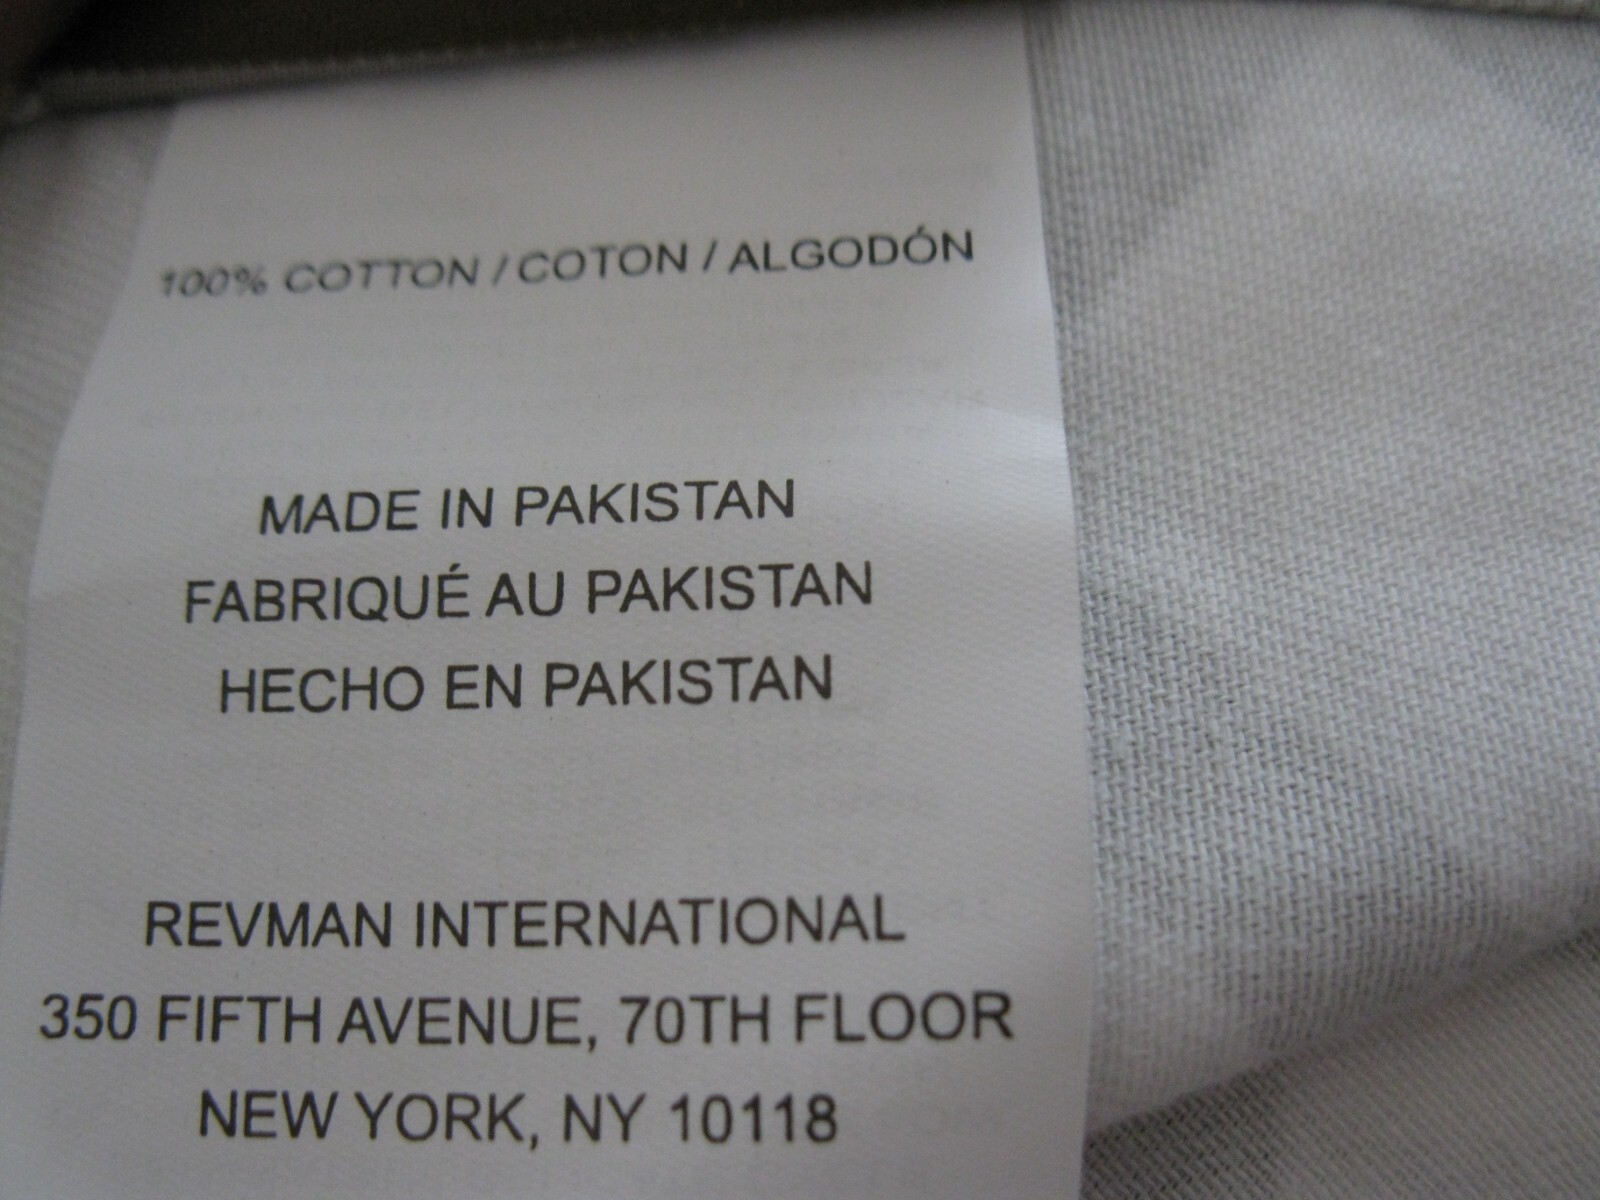 100% COTTON / COTON / ALGODÓN
MADE IN PAKISTAN
FABRIQUÉ AU PAKISTAN
HECHO EN PAKISTAN
REVMAN INTERNATIONAL
350 FIFTH AVENUE, 70TH FLOOR
NEW YORK, NY 10118